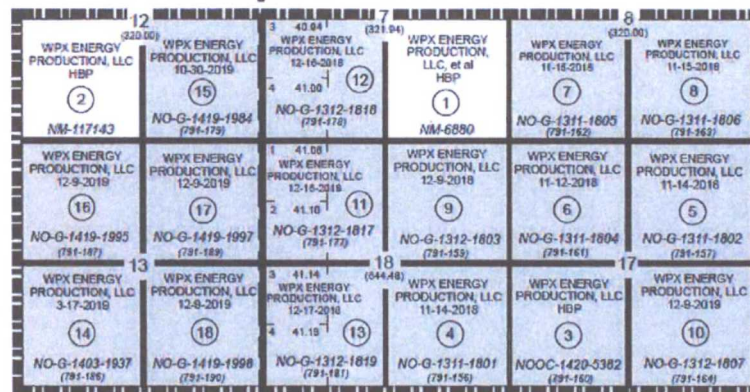 12
(320.00)
7
(321.94)
8
(320.00)
WPX ENERGY
PRODUCTION, LLC
HBP
2
NM-117143
WPX ENERGY
PRODUCTION, LLC
10-30-2019
15
NO-G-1419-1984
(791-179)
3 40.94
WPX ENERGY
PRODUCTION, LLC
12-16-2018
4 41.00
12
NO-G-1312-1818
(791-178)
WPX ENERGY
PRODUCTION,
LLC, et al
HBP
1
NM-6880
WPX ENERGY
PRODUCTION, LLC
11-15-2018
7
NO-G-1311-1805
(791-162)
WPX ENERGY
PRODUCTION, LLC
11-15-2018
8
NO-G-1311-1806
(791-163)
WPX ENERGY
PRODUCTION, LLC
12-9-2019
16
NO-G-1419-1995
(791-187)
WPX ENERGY
PRODUCTION, LLC
12-9-2019
17
NO-G-1419-1997
(791-189)
1 41.06
WPX ENERGY
PRODUCTION, LLC
12-16-2018
2 41.10
11
NO-G-1312-1817
(791-177)
WPX ENERGY
PRODUCTION, LLC
12-9-2018
9
NO-G-1312-1803
(791-159)
WPX ENERGY
PRODUCTION, LLC
11-12-2018
6
NO-G-1311-1804
(791-161)
WPX ENERGY
PRODUCTION, LLC
11-14-2018
5
NO-G-1311-1802
(791-157)
13
18
(644.48)
17
WPX ENERGY
PRODUCTION, LLC
3-17-2019
14
NO-G-1403-1937
(791-186)
WPX ENERGY
PRODUCTION, LLC
12-9-2019
18
NO-G-1419-1998
(791-190)
3 41.14
WPX ENERGY
PRODUCTION, LLC
12-17-2018
4 41.19
13
NO-G-1312-1819
(791-181)
WPX ENERGY
PRODUCTION, LLC
11-14-2018
4
NO-G-1311-1801
(791-156)
WPX ENERGY
PRODUCTION, LLC
HBP
3
NOOC-1420-5382
(791-160)
WPX ENERGY
PRODUCTION, LLC
12-9-2019
10
NO-G-1312-1807
(791-164)